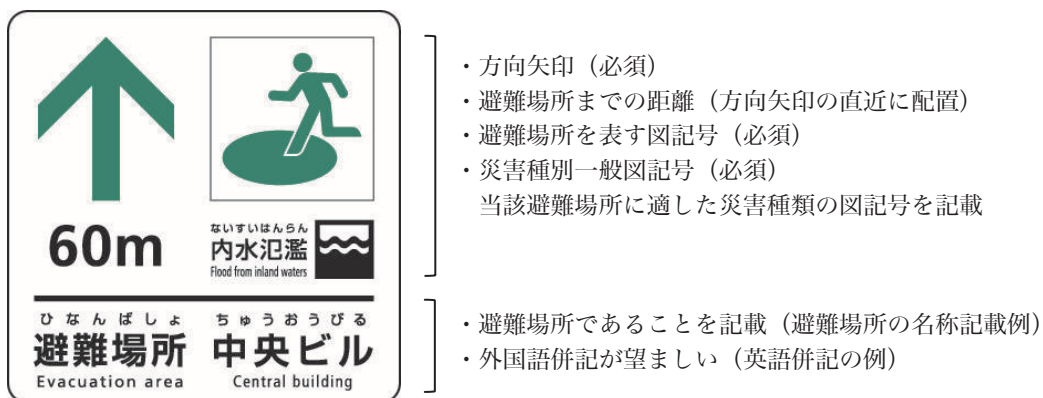 60m
ないすいはんらん
内水氾濫
Flood from inland waters
ひなんばしょ ちゅうおうびる
避難場所 中央ビル
Evacuation area Central building
・方向矢印（必須）
・避難場所までの距離（方向矢印の直近に配置）
・避難場所を表す図記号（必須）
・災害種別一般図記号（必須）
当該避難場所に適した災害種類の図記号を記載
・避難場所であることを記載（避難場所の名称記載例）
・外国語併記が望ましい（英語併記の例）